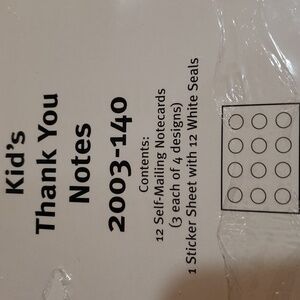 Kid's
Thank You
Notes
2003-140
Contents:
12 Self-Mailing Notecards
(3 each of 4 designs)
1 Sticker Sheet with 12 White Seals